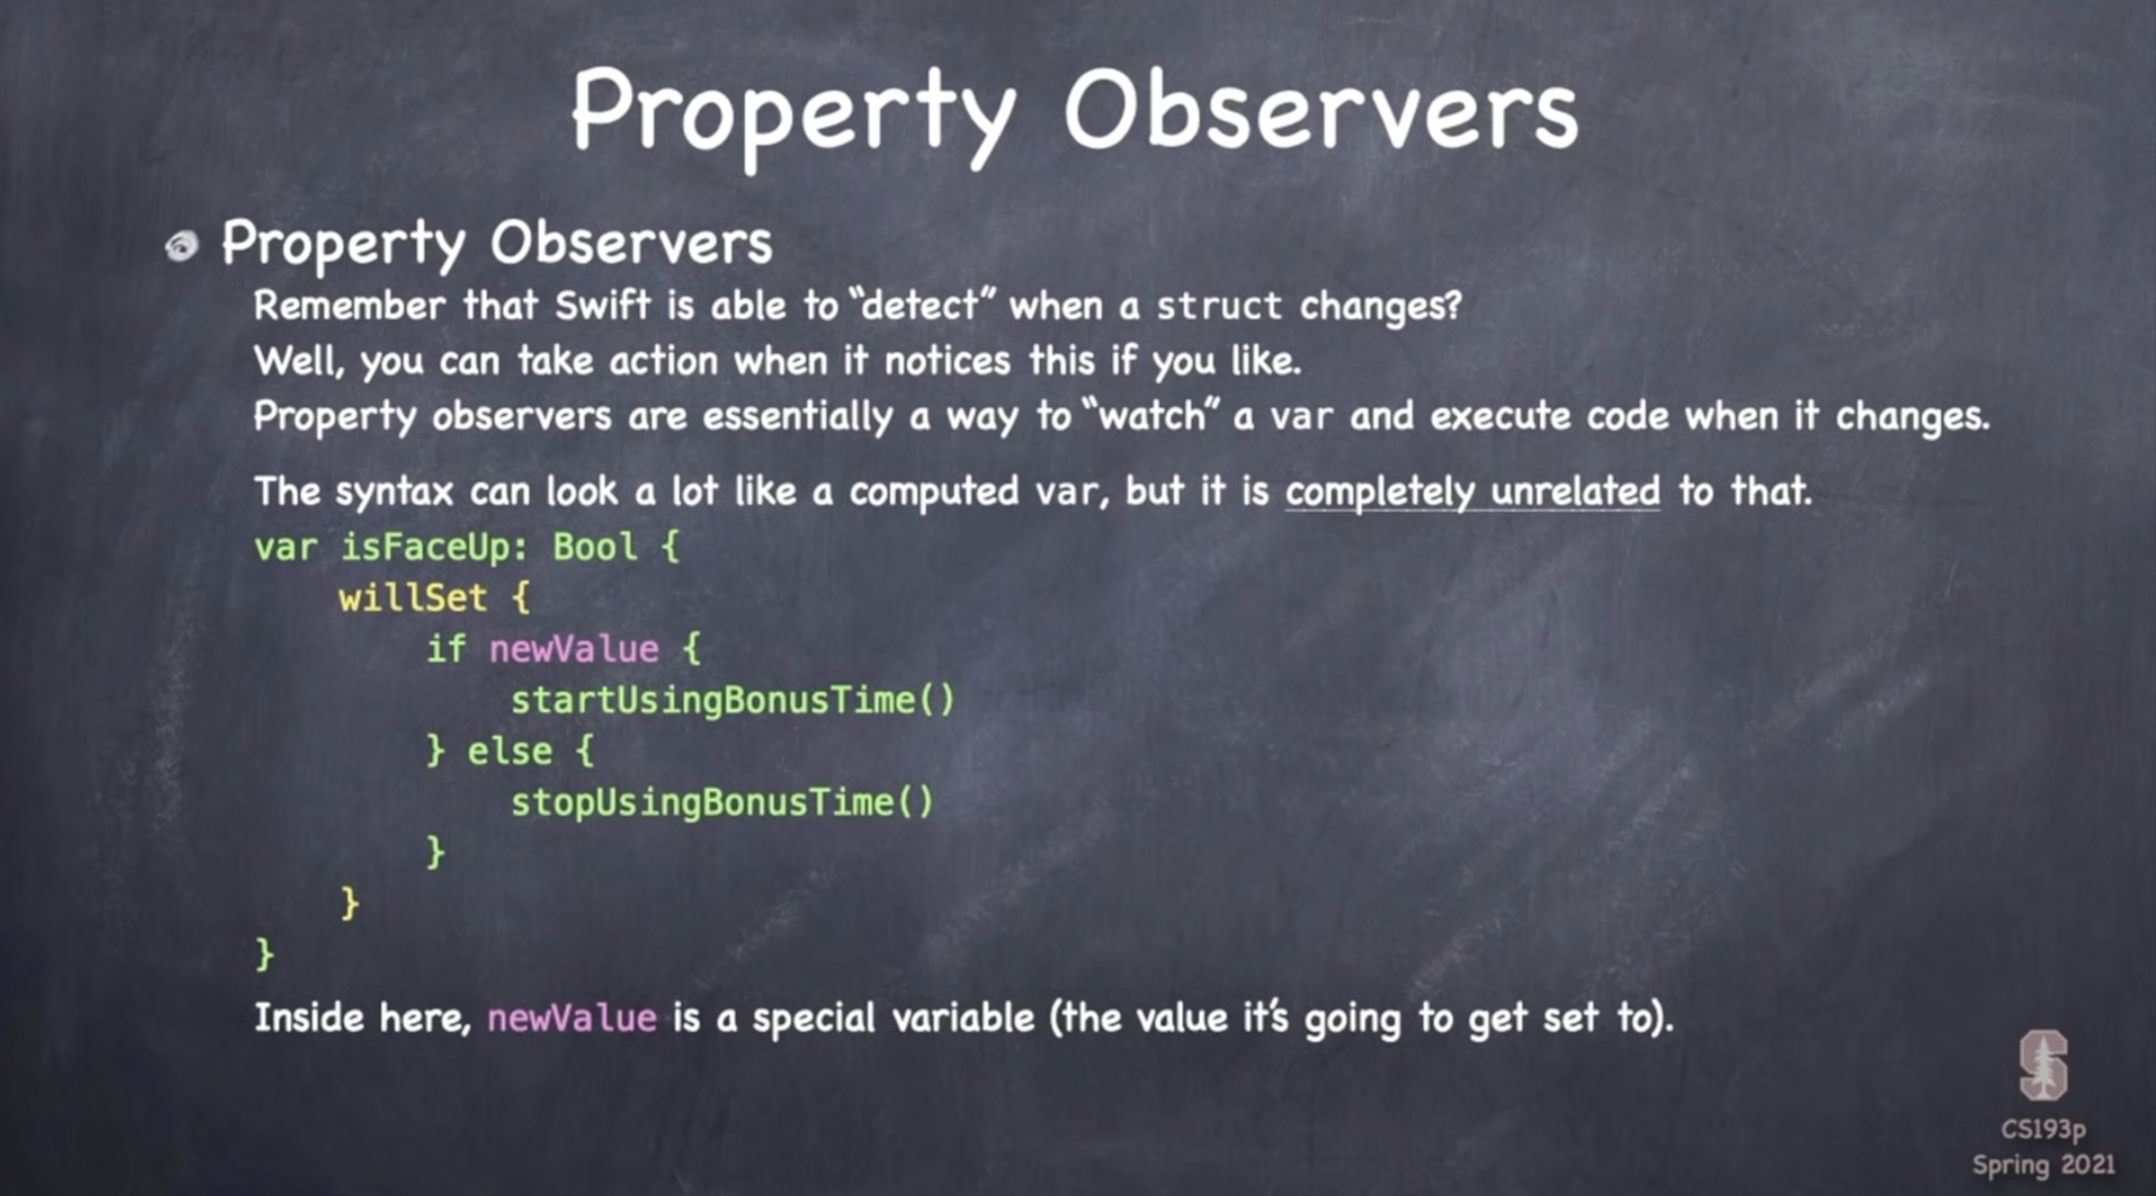 Property Observers
Property Observers
Remember that Swift is able to “detect” when a struct changes?
Well, you can take action when it notices this if you like.
Property observers are essentially a way to “watch” a var and execute code when it changes.
The syntax can look a lot like a computed var, but it is completely unrelated to that.
var isFaceUp: Bool {
    willSet {
        if newValue {
            startUsingBonusTime()
        } else {
            stopUsingBonusTime()
        }
    }
}
Inside here, newValue is a special variable (the value it’s going to get set to).
S
CS193p
Spring 2021